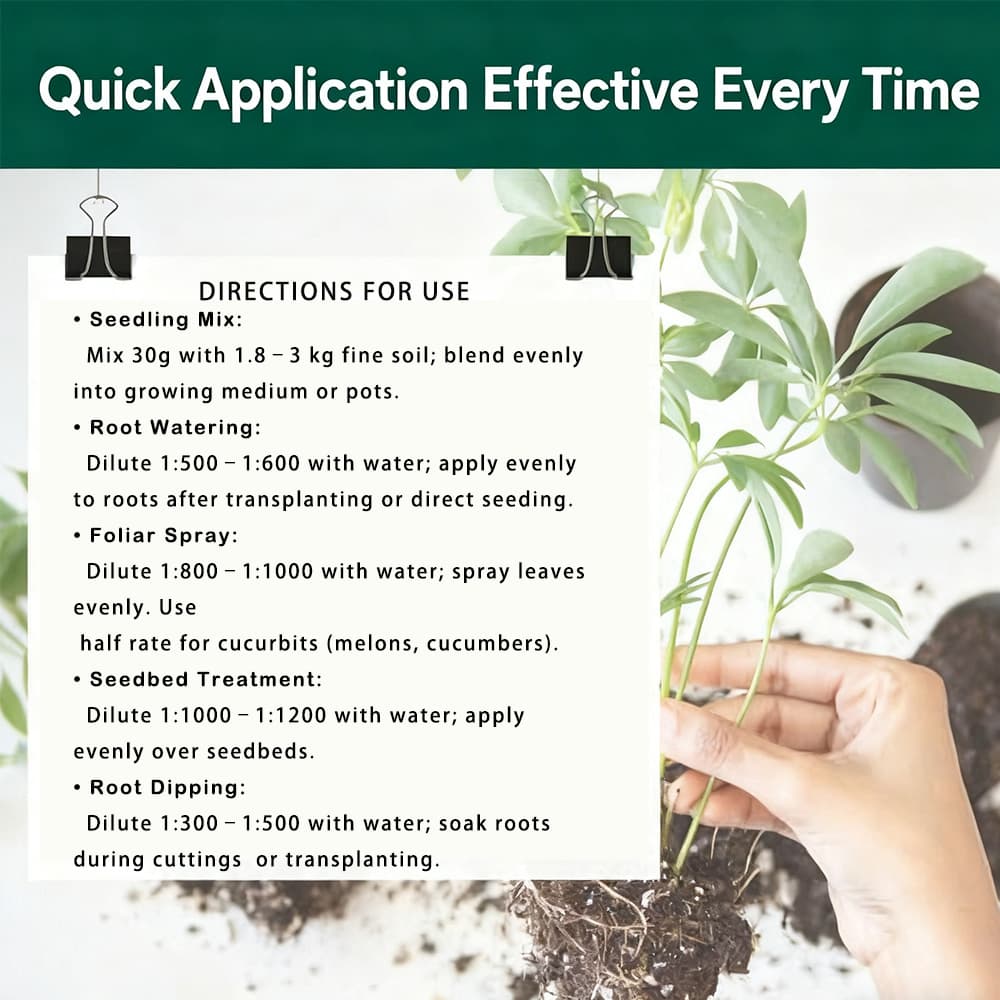 Quick Application Effective Every Time
DIRECTIONS FOR USE
• Seedling Mix:
Mix 30g with 1.8 – 3 kg fine soil; blend evenly
into growing medium or pots.
• Root Watering:
Dilute 1:500 – 1:600 with water; apply evenly
to roots after transplanting or direct seeding.
• Foliar Spray:
Dilute 1:800 – 1:1000 with water; spray leaves
evenly. Use
half rate for cucurbits (melons, cucumbers).
• Seedbed Treatment:
Dilute 1:1000 – 1:1200 with water; apply
evenly over seedbeds.
• Root Dipping:
Dilute 1:300 – 1:500 with water; soak roots
during cuttings  or transplanting.